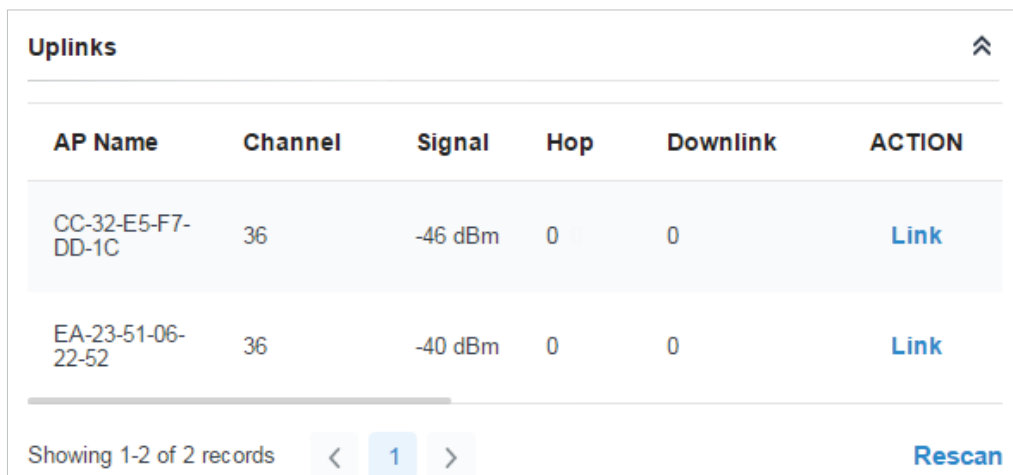 Uplinks
AP Name Channel Signal Hop Downlink ACTION
CC-32-E5-F7-
DD-1C 36 -46 dBm 0 0 Link
EA-23-51-06-
22-52 36 -40 dBm 0 0 Link
Showing 1-2 of 2 records < 1 > Rescan